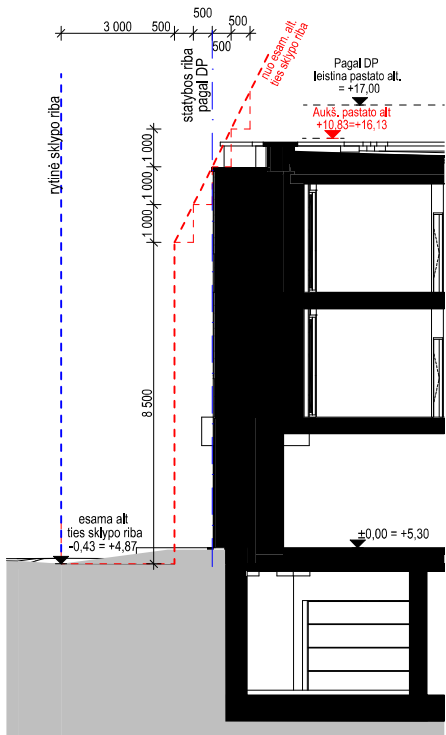 500
500
3 000
500
500
500
rytinė sklypo riba
statybos riba
pagal DP
nuo esam. alt.
ties sklypo riba
Pagal DP
leistina pastato alt.
= +17,00
Aukš. pastato alt
+10,83=+16,13
1 000
1 000
1 000
8 500
esama alt
ties sklypo riba
-0,43 = +4,87
±0,00 = +5,30